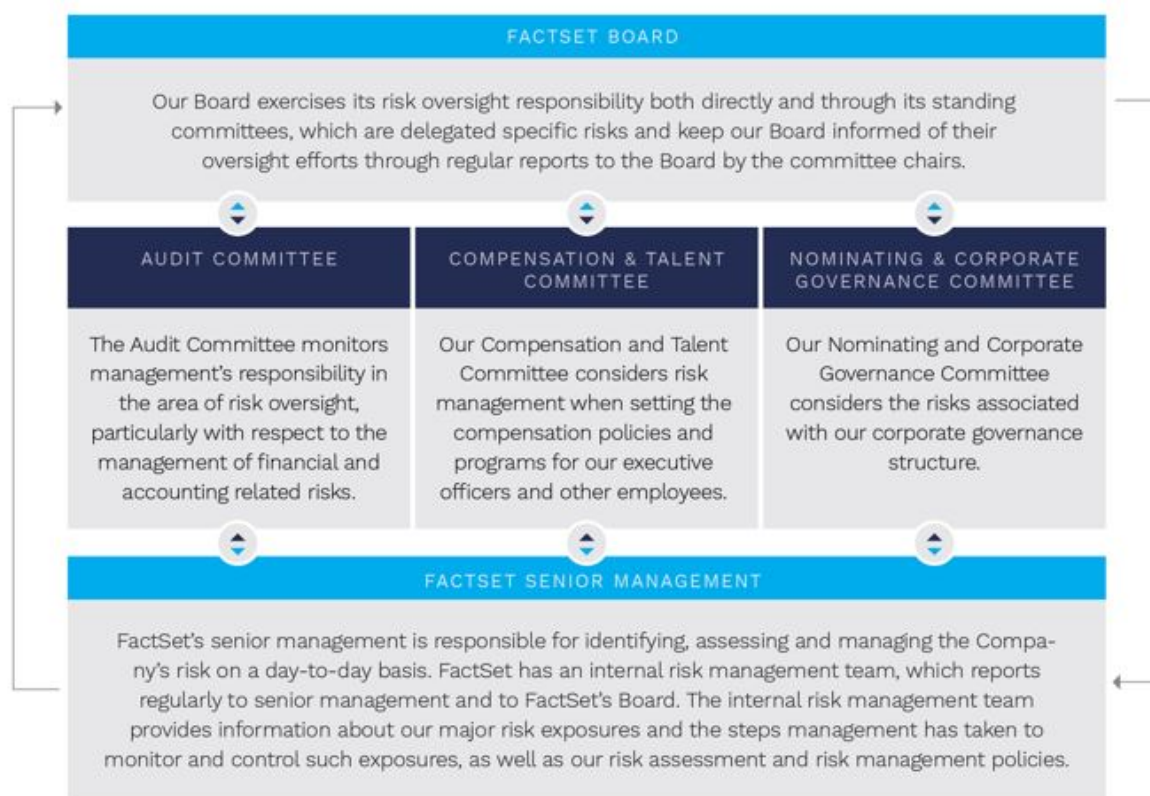 FACTSET BOARD
Our Board exercises its risk oversight responsibility both directly and through its standing
committees, which are delegated specific risks and keep our Board informed of their
oversight efforts through regular reports to the Board by the committee chairs.
AUDIT COMMITTEE
The Audit Committee monitors
management's responsibility in
the area of risk oversight,
particularly with respect to the
management of financial and
accounting related risks.
COMPENSATION & TALENT
COMMITTEE
Our Compensation and Talent
Committee considers risk
management when setting the
compensation policies and
programs for our executive
officers and other employees.
NOMINATING & CORPORATE
GOVERNANCE COMMITTEE
Our Nominating and Corporate
Governance Committee
considers the risks associated
with our corporate governance
structure.
FACTSET SENIOR MANAGEMENT
FactSet's senior management is responsible for identifying, assessing and managing the Compa-
ny's risk on a day-to-day basis. FactSet has an internal risk management team, which reports
regularly to senior management and to FactSet's Board. The internal risk management team
provides information about our major risk exposures and the steps management has taken to
monitor and control such exposures, as well as our risk assessment and risk management policies.